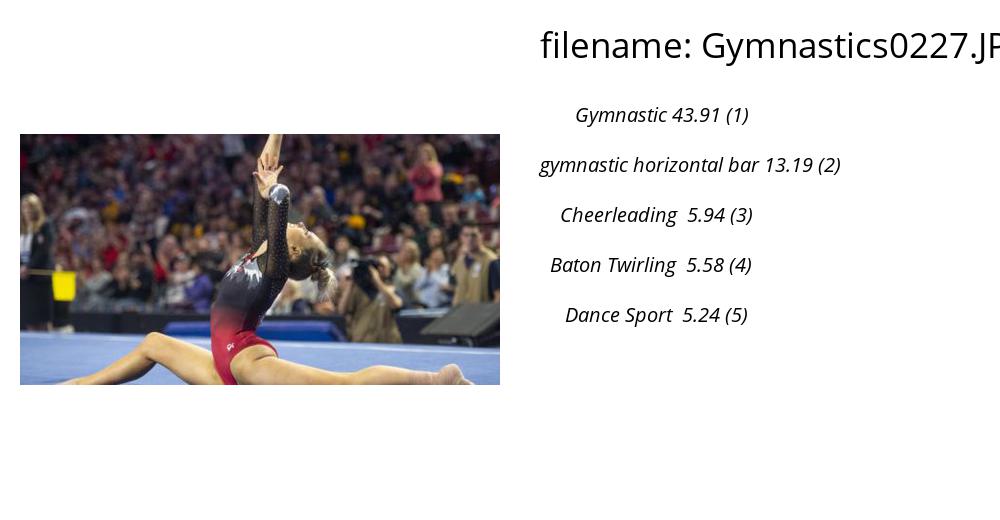 filename: Gymnastics0227.JP
Gymnastic 43.91 (1)
gymnastic horizontal bar 13.19 (2)
Cheerleading 5.94 (3)
Baton Twirling 5.58 (4)
Dance Sport 5.24 (5)